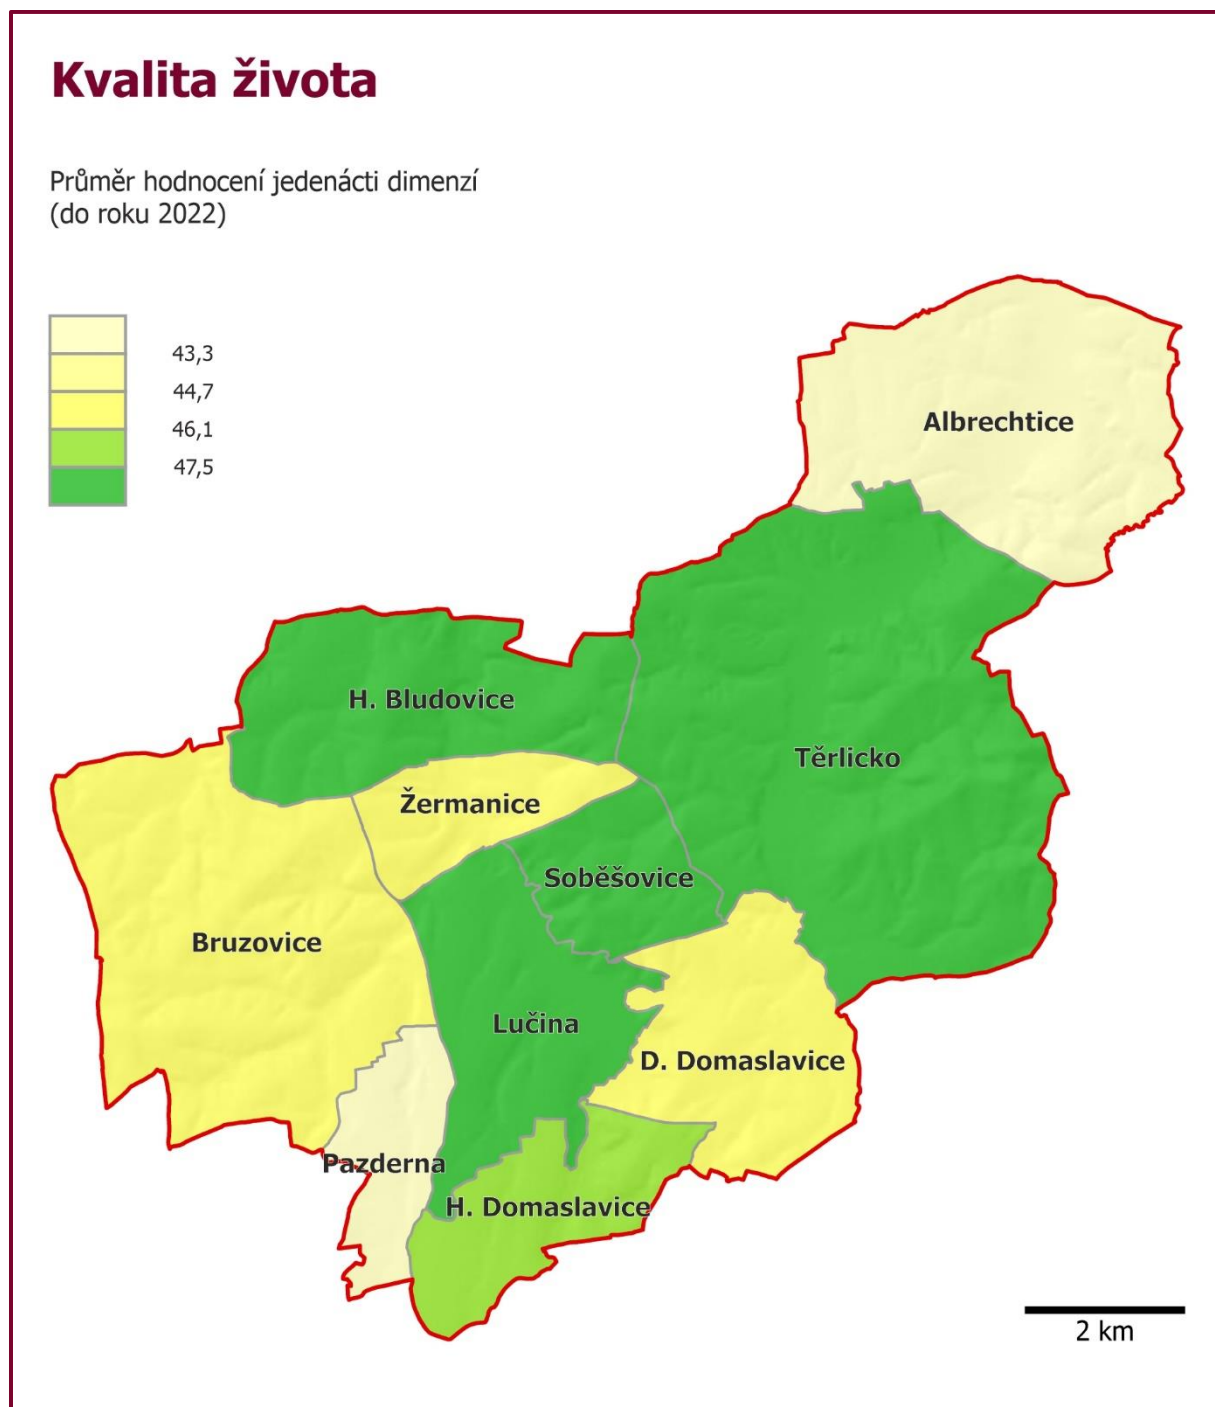 Kvalita života
Průměr hodnocení jedenácti dimenzí
(do roku 2022)
43,3
44,7
46,1
47,5
Albrechtice
H. Bludovice
Těrlicko
Žermanice
Soběšovice
Bruzovice
Lučina
D. Domaslavice
Pazderna
H. Domaslavice
2 km